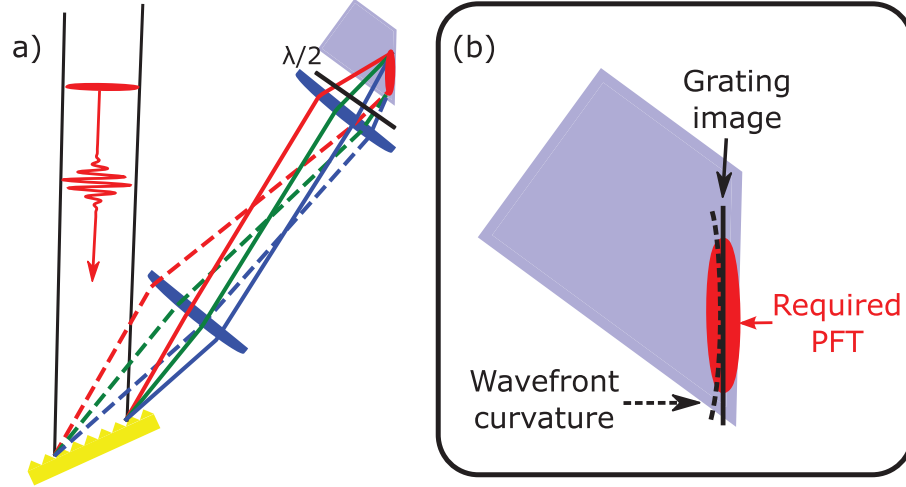 a)
λ/2
(b)
Grating
image
Required
PFT
Wavefront
curvature